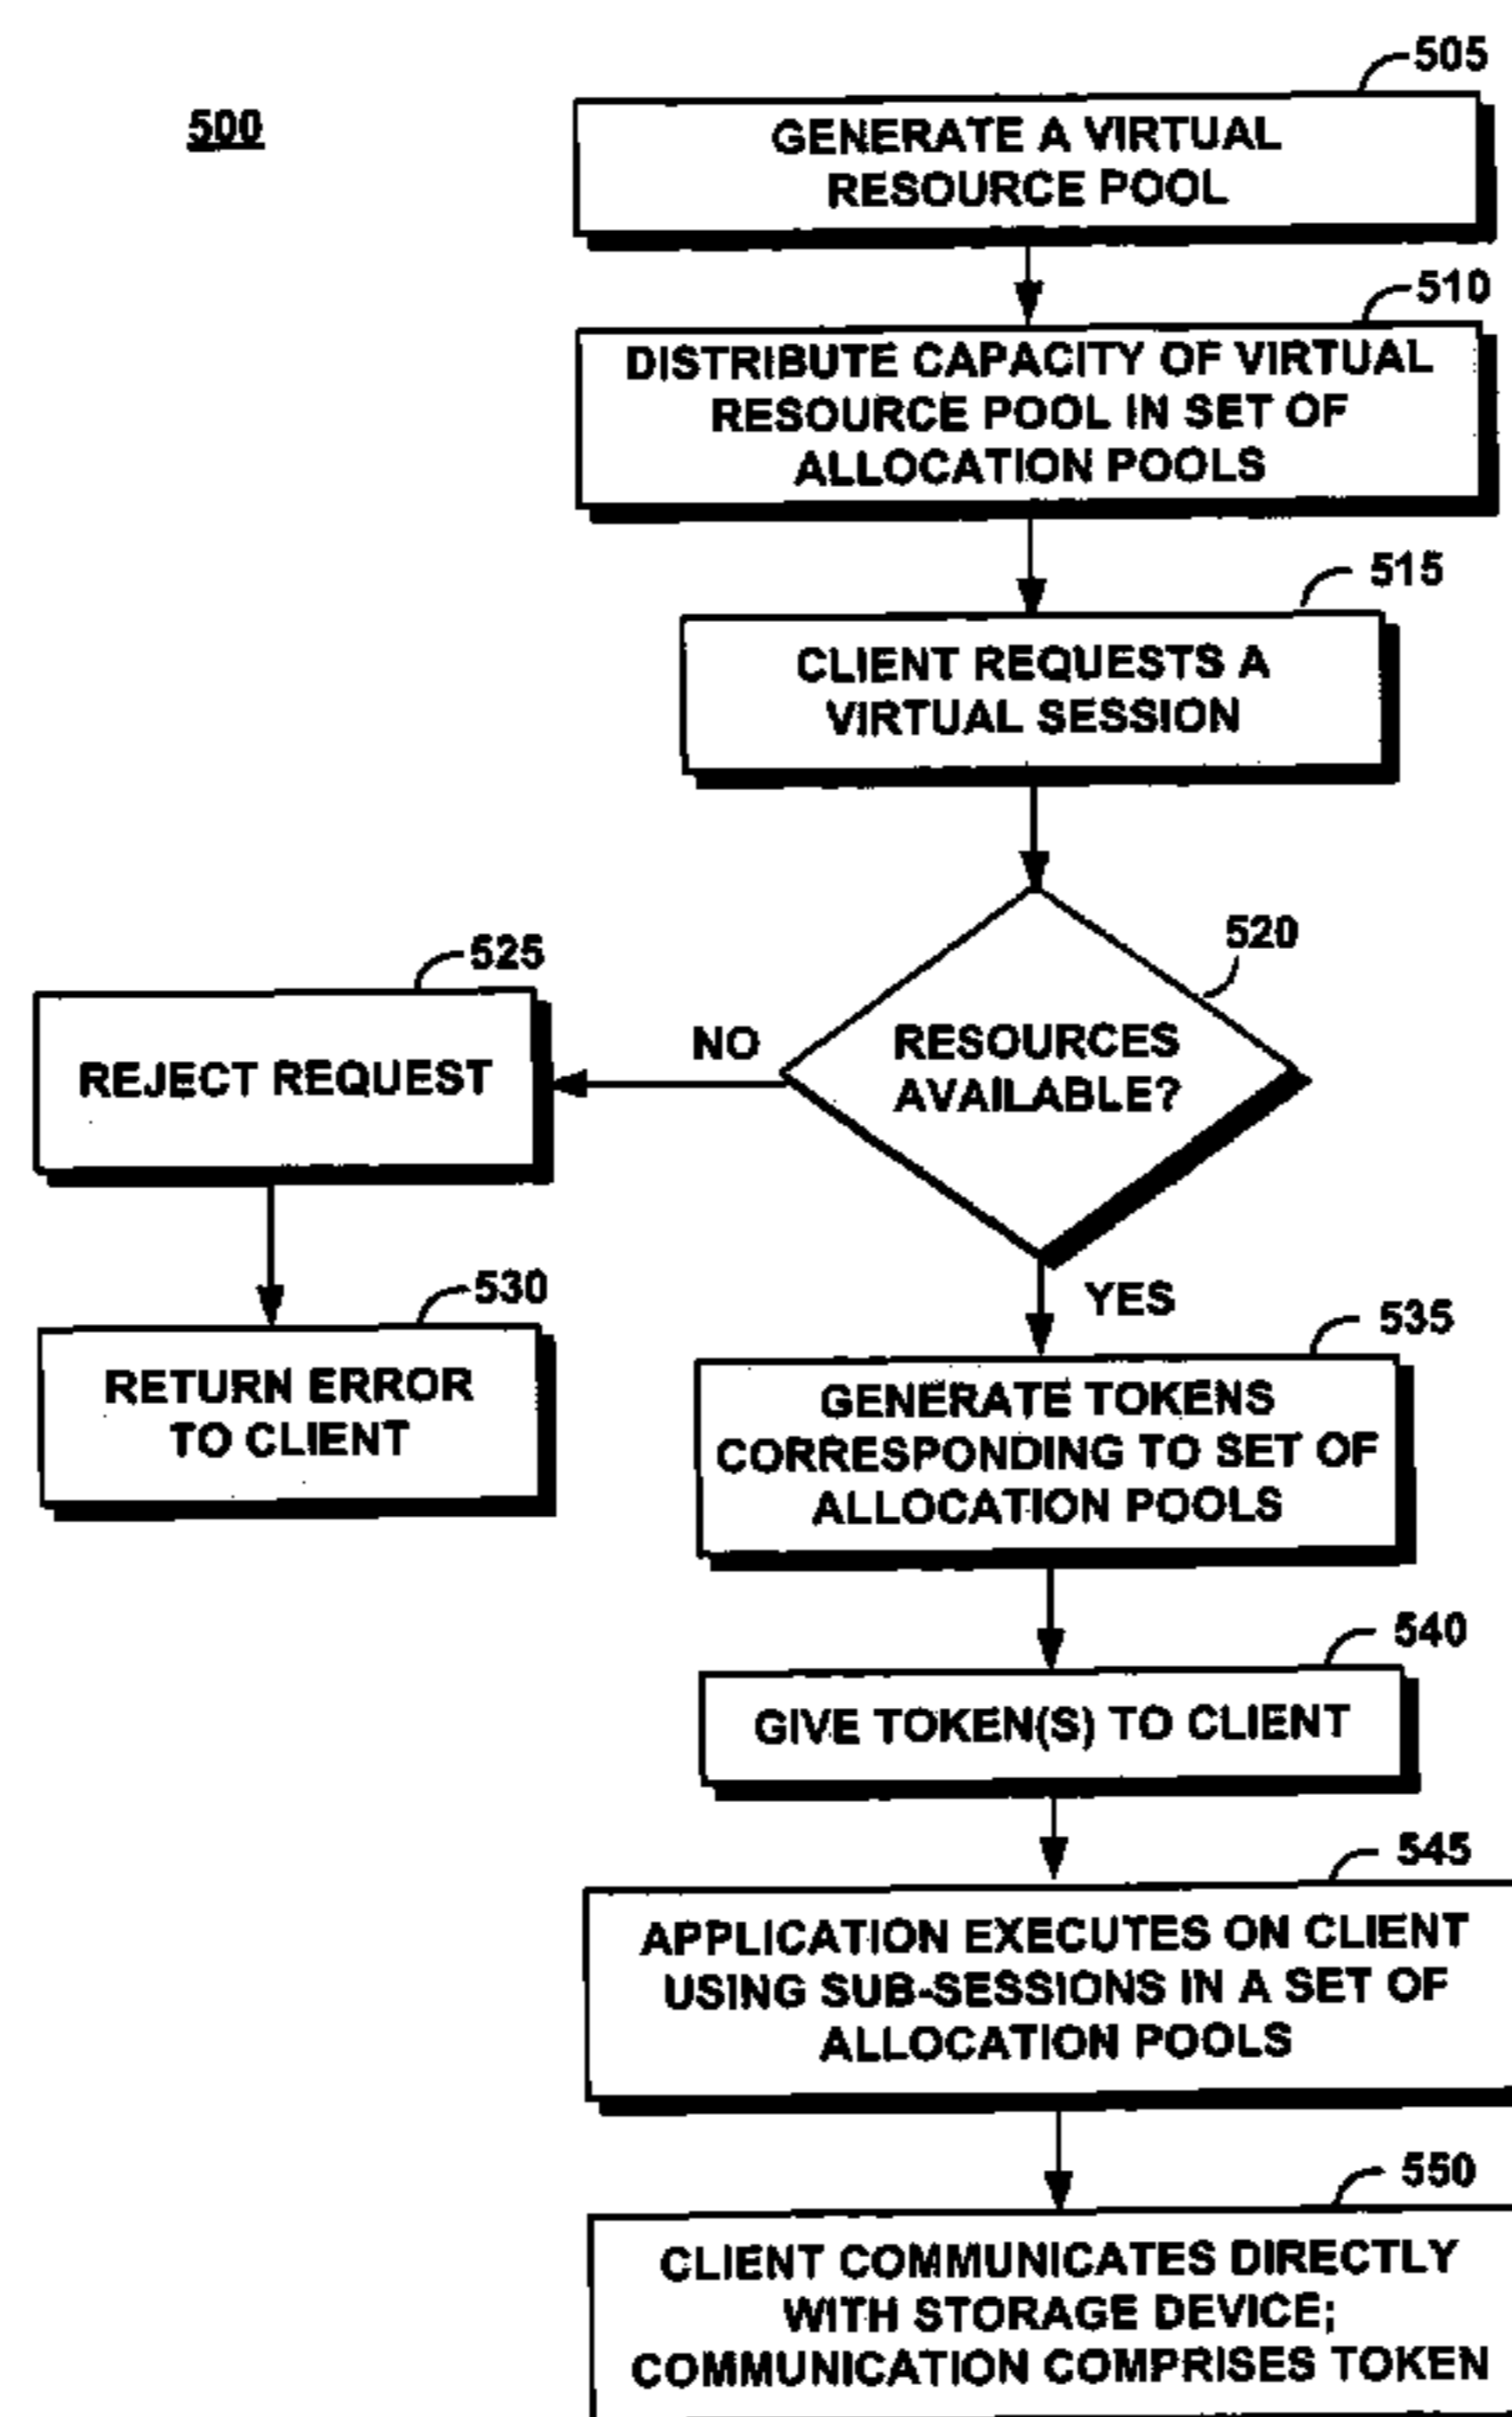 500
505
GENERATE A VIRTUAL
RESOURCE POOL
510
DISTRIBUTE CAPACITY OF VIRTUAL
RESOURCE POOL IN SET OF
ALLOCATION POOLS
515
CLIENT REQUESTS A
VIRTUAL SESSION
520
RESOURCES
AVAILABLE?
NO
525
REJECT REQUEST
530
RETURN ERROR
TO CLIENT
YES
535
GENERATE TOKENS
CORRESPONDING TO SET OF
ALLOCATION POOLS
540
GIVE TOKEN(S) TO CLIENT
545
APPLICATION EXECUTES ON CLIENT
USING SUB-SESSIONS IN A SET OF
ALLOCATION POOLS
550
CLIENT COMMUNICATES DIRECTLY
WITH STORAGE DEVICE;
COMMUNICATION COMPRISES TOKEN